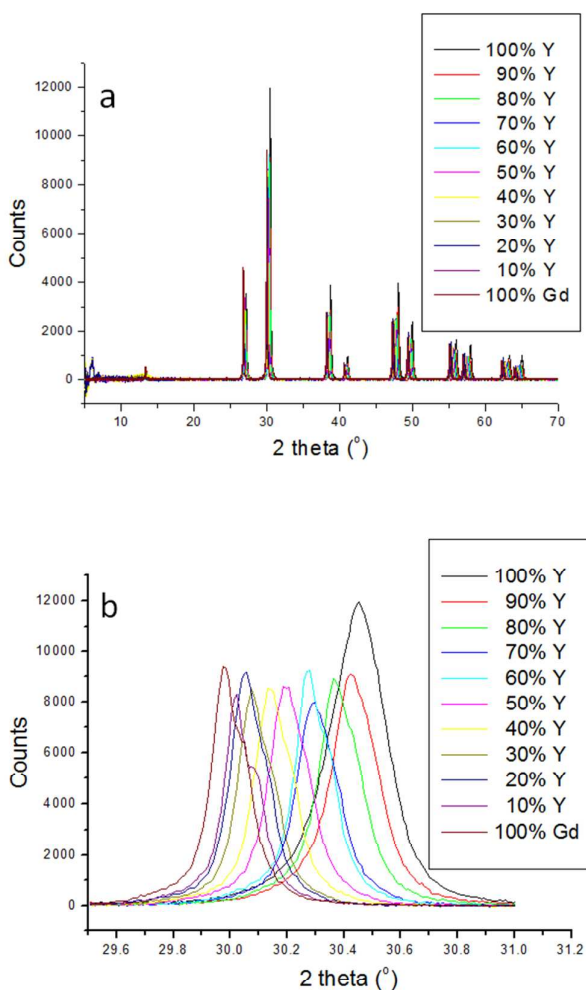 a
12000
10000
8000
6000
4000
2000
0
Counts
10 20 30 40 50 60 70
2 theta (°)
100% Y
90% Y
80% Y
70% Y
60% Y
50% Y
40% Y
30% Y
20% Y
10% Y
100% Gd
b
12000
10000
8000
6000
4000
2000
0
Counts
29.6 29.8 30.0 30.2 30.4 30.6 30.8 31.0 31.2
2 theta (°)
100% Y
90% Y
80% Y
70% Y
60% Y
50% Y
40% Y
30% Y
20% Y
10% Y
100% Gd